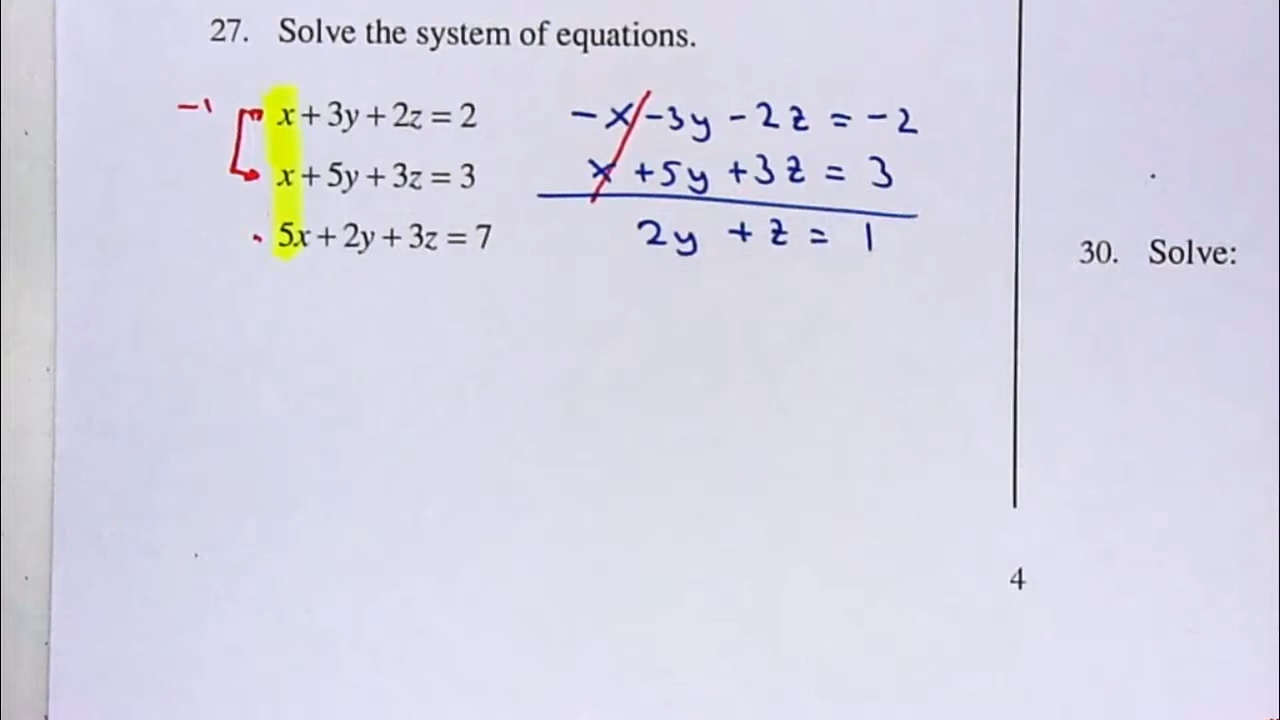 27. Solve the system of equations.
-1
x + 3y + 2z = 2
x + 5y + 3z = 3
5x + 2y + 3z = 7
-x - 3y - 2z = -2
x + 5y + 3z = 3
2y + z = 1
30. Solve:
4